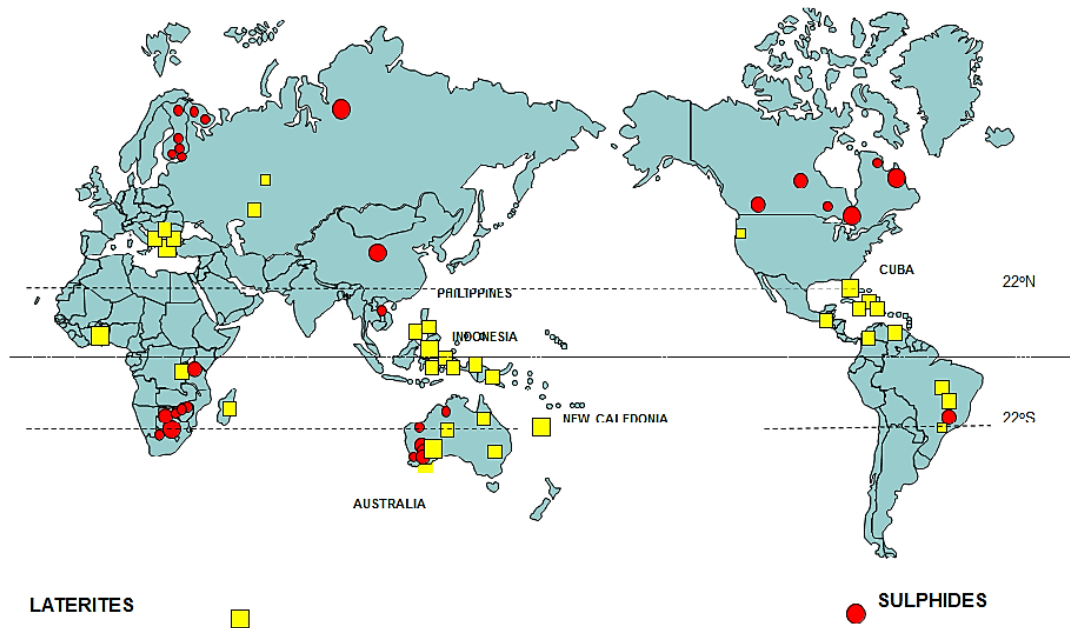 CUBA
22ºN
PHILIPPINES
INDONESIA
NEW CALEDONIA
22ºS
AUSTRALIA
LATERITES
SULPHIDES